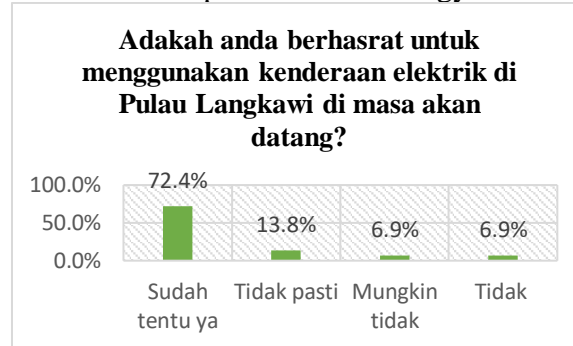 Adakah anda berhasrat untuk
menggunakan kenderaan elektrik di
Pulau Langkawi di masa akan
datang?
100.0%
50.0%
0.0%
72.4%
13.8%
6.9%
6.9%
Sudah tentu ya
Tidak pasti
Mungkin tidak
Tidak